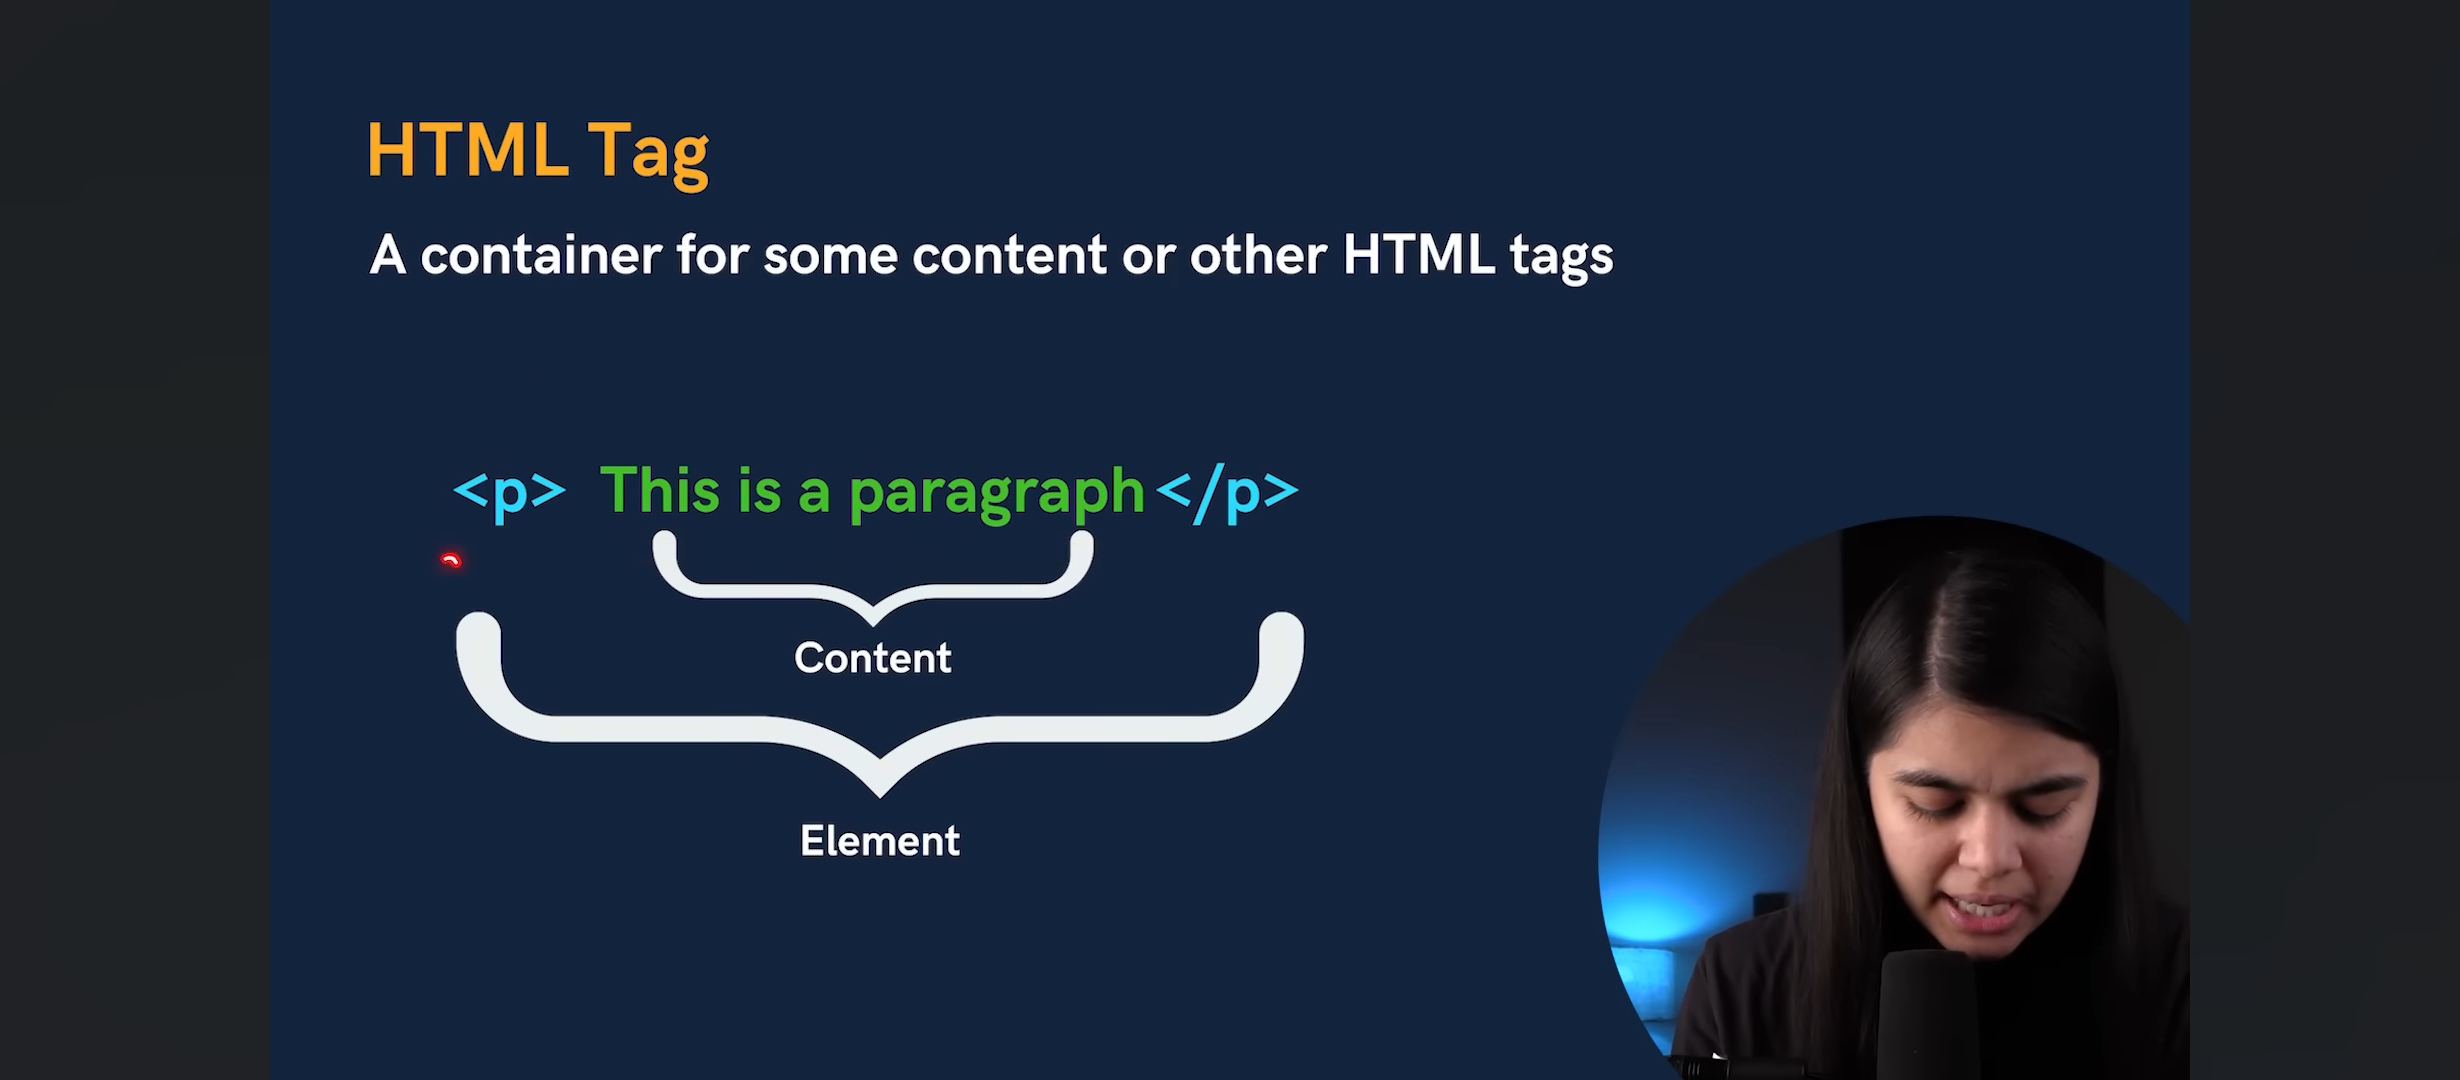 HTML Tag
A container for some content or other HTML tags
<p> This is a paragraph </p>
Content
Element